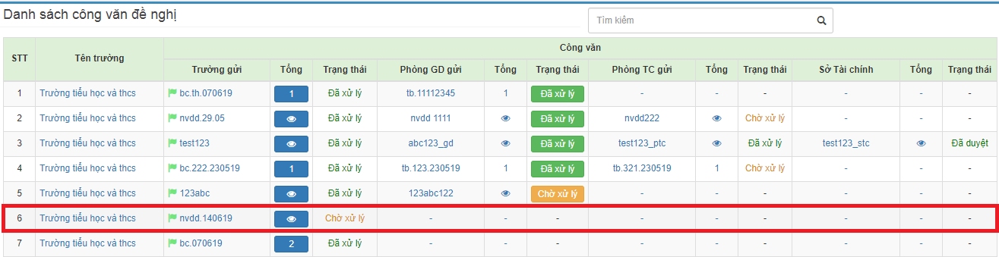 Danh sách công văn đề nghị
Tìm kiếm
STT Tên trường Công văn
Trường gửi Tổng Trạng thái Phòng GD gửi Tổng Trạng thái Phòng TC gửi Tổng Trạng thái Sở Tài chính Tổng Trạng thái
1 Trường tiểu học và thcs bc.th.070619 1 Đã xử lý tb.11112345 1 Đã xử lý - - - - - -
2 Trường tiểu học và thcs nvdd.29.05 Đã xử lý nvdd 1111 Đã xử lý nvdd222 Chờ xử lý - - -
3 Trường tiểu học và thcs test123 Đã xử lý abc123_gd Đã xử lý test123_ptc Đã xử lý test123_stc Đã duyệt
4 Trường tiểu học và thcs bc.222.230519 1 Đã xử lý tb.123.230519 1 Đã xử lý tb.321.230519 1 Chờ xử lý - - -
5 Trường tiểu học và thcs 123abc Đã xử lý 123abc122 Chờ xử lý - - - - - -
6 Trường tiểu học và thcs nvdd.140619 Chờ xử lý - - - - - - - - -
7 Trường tiểu học và thcs bc.070619 2 Đã xử lý - - - - - - - - -